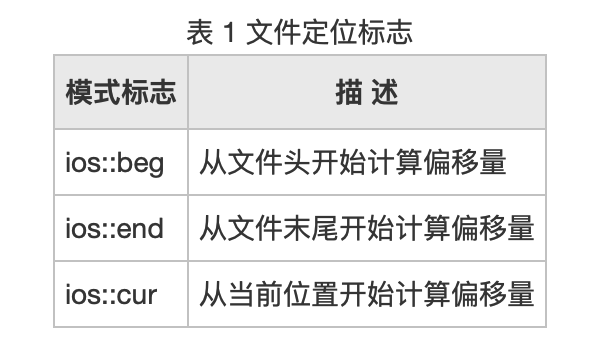 表 1 文件定位标志
模式标志 描 述
ios::beg 从文件头开始计算偏移量
ios::end 从文件末尾开始计算偏移量
ios::cur 从当前位置开始计算偏移量